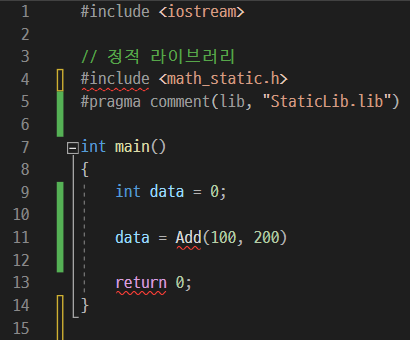 1 #include <iostream>
2
3 // 정적 라이브러리
4 #include <math_static.h>
5 #pragma comment(lib, "StaticLib.lib")
6
7 int main()
8 {
9 int data = 0;
10
11 data = Add(100, 200)
12
13 return 0;
14 }
15